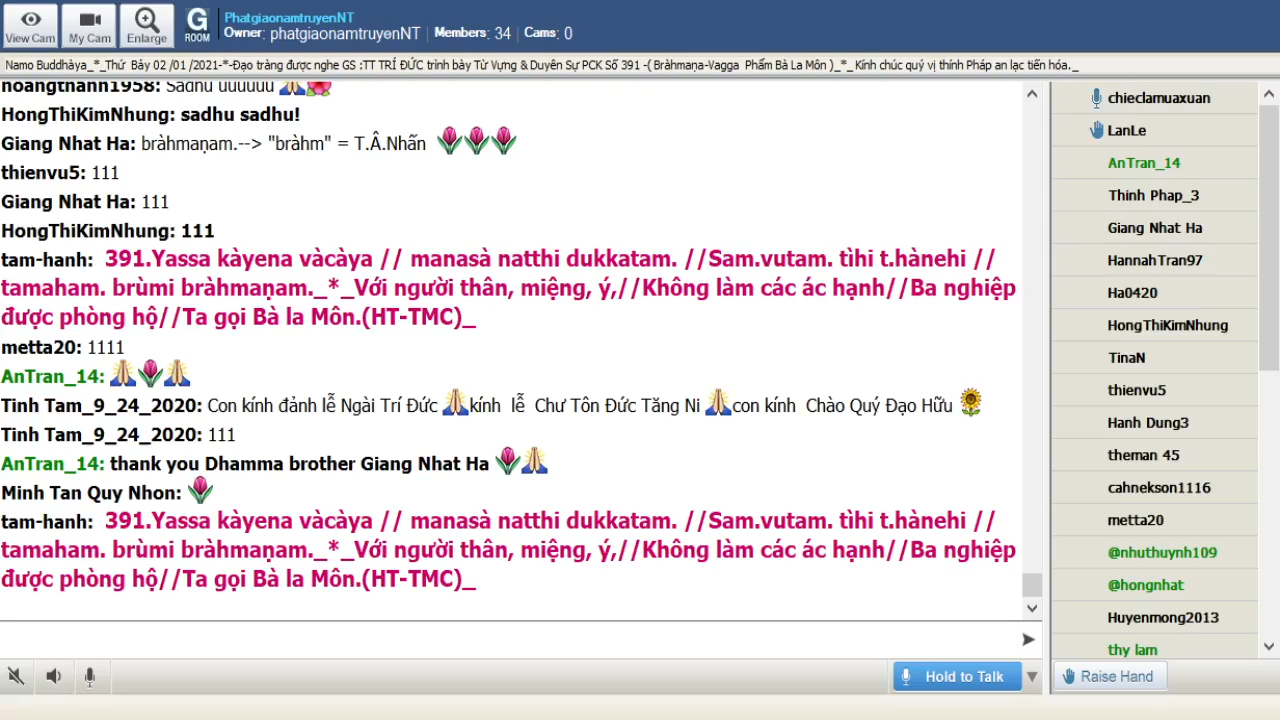 View Cam
My Cam
Enlarge
G
ROOM
PhatgiaonamtruyenNT
Owner: phatgiaonamtruyenNT | Members: 34 | Cams: 0
Namo Buddhàya_*_Thứ Bảy 02 /01 /2021-*-Đạo tràng được nghe GS :TT TRÍ ĐỨC trình bày Từ Vựng & Duyên Sự PCK Số 391 -( Bràhmaṇa-Vagga Phẩm Bà La Môn )_*_ Kính chúc quý vị thính Pháp an lạc tiến hóa._
hoangthanh1958: Sadhu uuuuuu
HongThiKimNhung: sadhu sadhu!
Giang Nhat Ha: bràhmaṇam.--> "bràhm" = T.Â.Nhấn
thienvu5: 111
Giang Nhat Ha: 111
HongThiKimNhung: 111
tam-hanh: 391.Yassa kàyena vàcàya // manasà natthi dukkatam. //Sam.vutam. tìhi t.hànehi //
tamaham. brùmi bràhmaṇam._*_Với người thân, miệng, ý,//Không làm các ác hạnh//Ba nghiệp
được phòng hộ//Ta gọi Bà la Môn.(HT-TMC)_
metta20: 1111
AnTran_14:
Tinh Tam_9_24_2020: Con kính đảnh lễ Ngài Trí Đức kính lễ Chư Tôn Đức Tăng Ni con kính Chào Quý Đạo Hữu
Tinh Tam_9_24_2020: 111
AnTran_14: thank you Dhamma brother Giang Nhat Ha
Minh Tan Quy Nhon:
tam-hanh: 391.Yassa kàyena vàcàya // manasà natthi dukkatam. //Sam.vutam. tìhi t.hànehi //
tamaham. brùmi bràhmaṇam._*_Với người thân, miệng, ý,//Không làm các ác hạnh//Ba nghiệp
được phòng hộ//Ta gọi Bà la Môn.(HT-TMC)_
Hold to Talk
chieclamuaxuan
LanLe
AnTran_14
Thinh Phap_3
Giang Nhat Ha
HannahTran97
Ha0420
HongThiKimNhung
TinaN
thienvu5
Hanh Dung3
theman 45
cahnekson1116
metta20
@nhuthuynh109
@hongnhat
Huyenmong2013
thy lam
Raise Hand